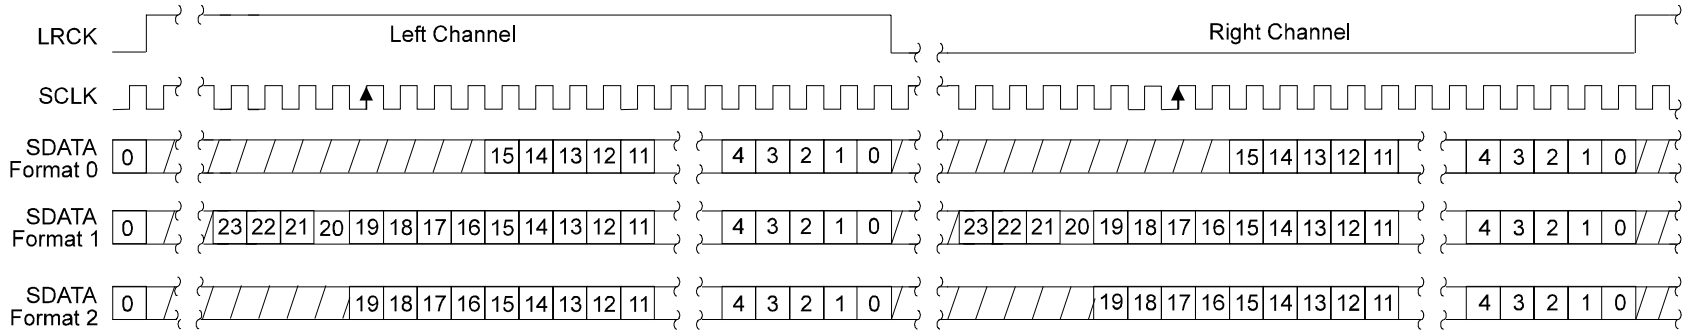 LRCK Left Channel Right Channel
SCLK
SDATA
Format 0 0 15 14 13 12 11 4 3 2 1 0 15 14 13 12 11 4 3 2 1 0
SDATA
Format 1 0 23 22 21 20 19 18 17 16 15 14 13 12 11 4 3 2 1 0 23 22 21 20 19 18 17 16 15 14 13 12 11 4 3 2 1 0
SDATA
Format 2 0 19 18 17 16 15 14 13 12 11 4 3 2 1 0 19 18 17 16 15 14 13 12 11 4 3 2 1 0